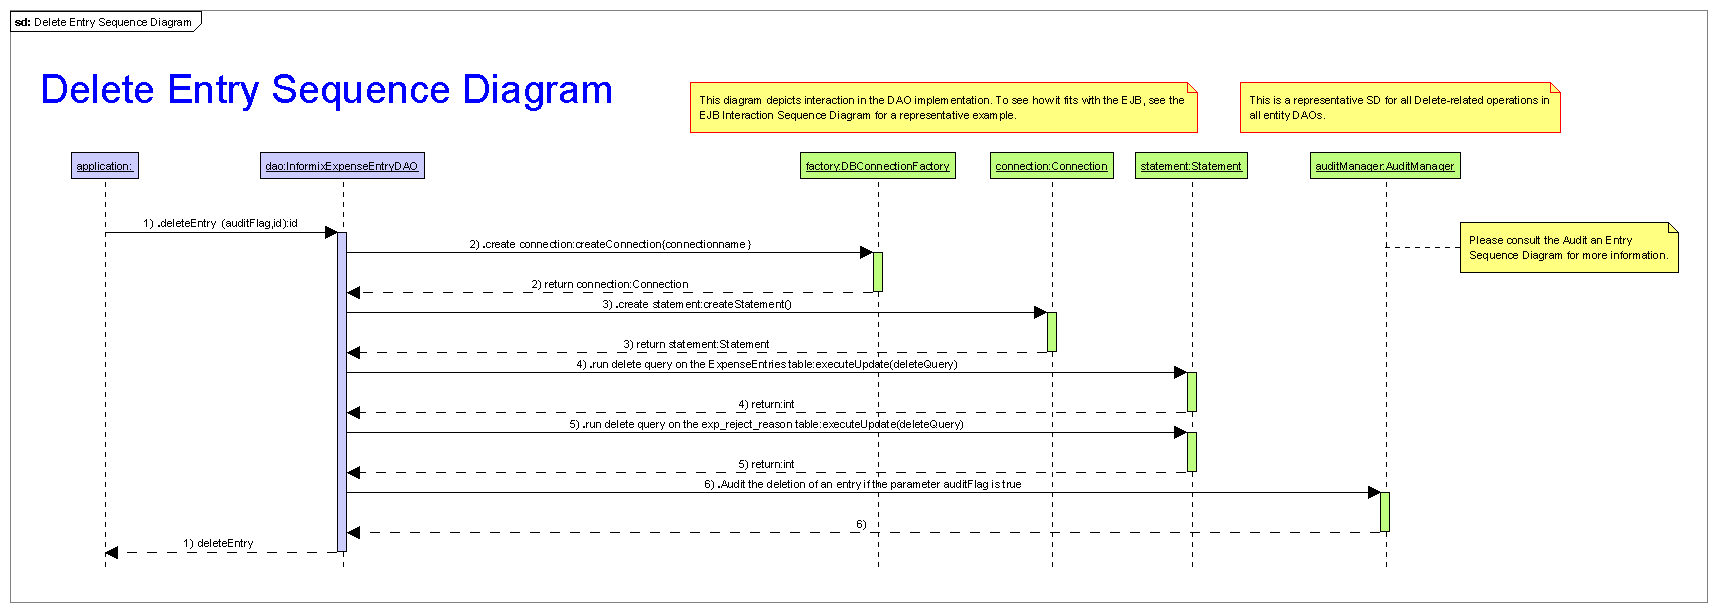 sd: Delete Entry Sequence Diagram
Delete Entry Sequence Diagram
This diagram depicts interaction in the DAO implementation. To see how it fits with the EJB, see the
EJB Interaction Sequence Diagram for a representative example.
This is a representative SD for all Delete-related operations in
all entity DAOs.
application:
dao:InformixExpenseEntryDAO
factory:DBConnectionFactory
connection:Connection
statement:Statement
auditManager:AuditManager
1) .deleteEntry (auditFlag,id):id
Please consult the Audit an Entry
Sequence Diagram for more information.
2) .create connection:createConnection{connectionname }
2) return connection:Connection
3) .create statement:createStatement()
3) return statement:Statement
4) .run delete query on the ExpenseEntries table:executeUpdate(deleteQuery)
4) return:int
5) .run delete query on the exp_reject_reason table:executeUpdate(deleteQuery)
5) return:int
6) .Audit the deletion of an entry if the parameter auditFlag is true
6)
1) deleteEntry